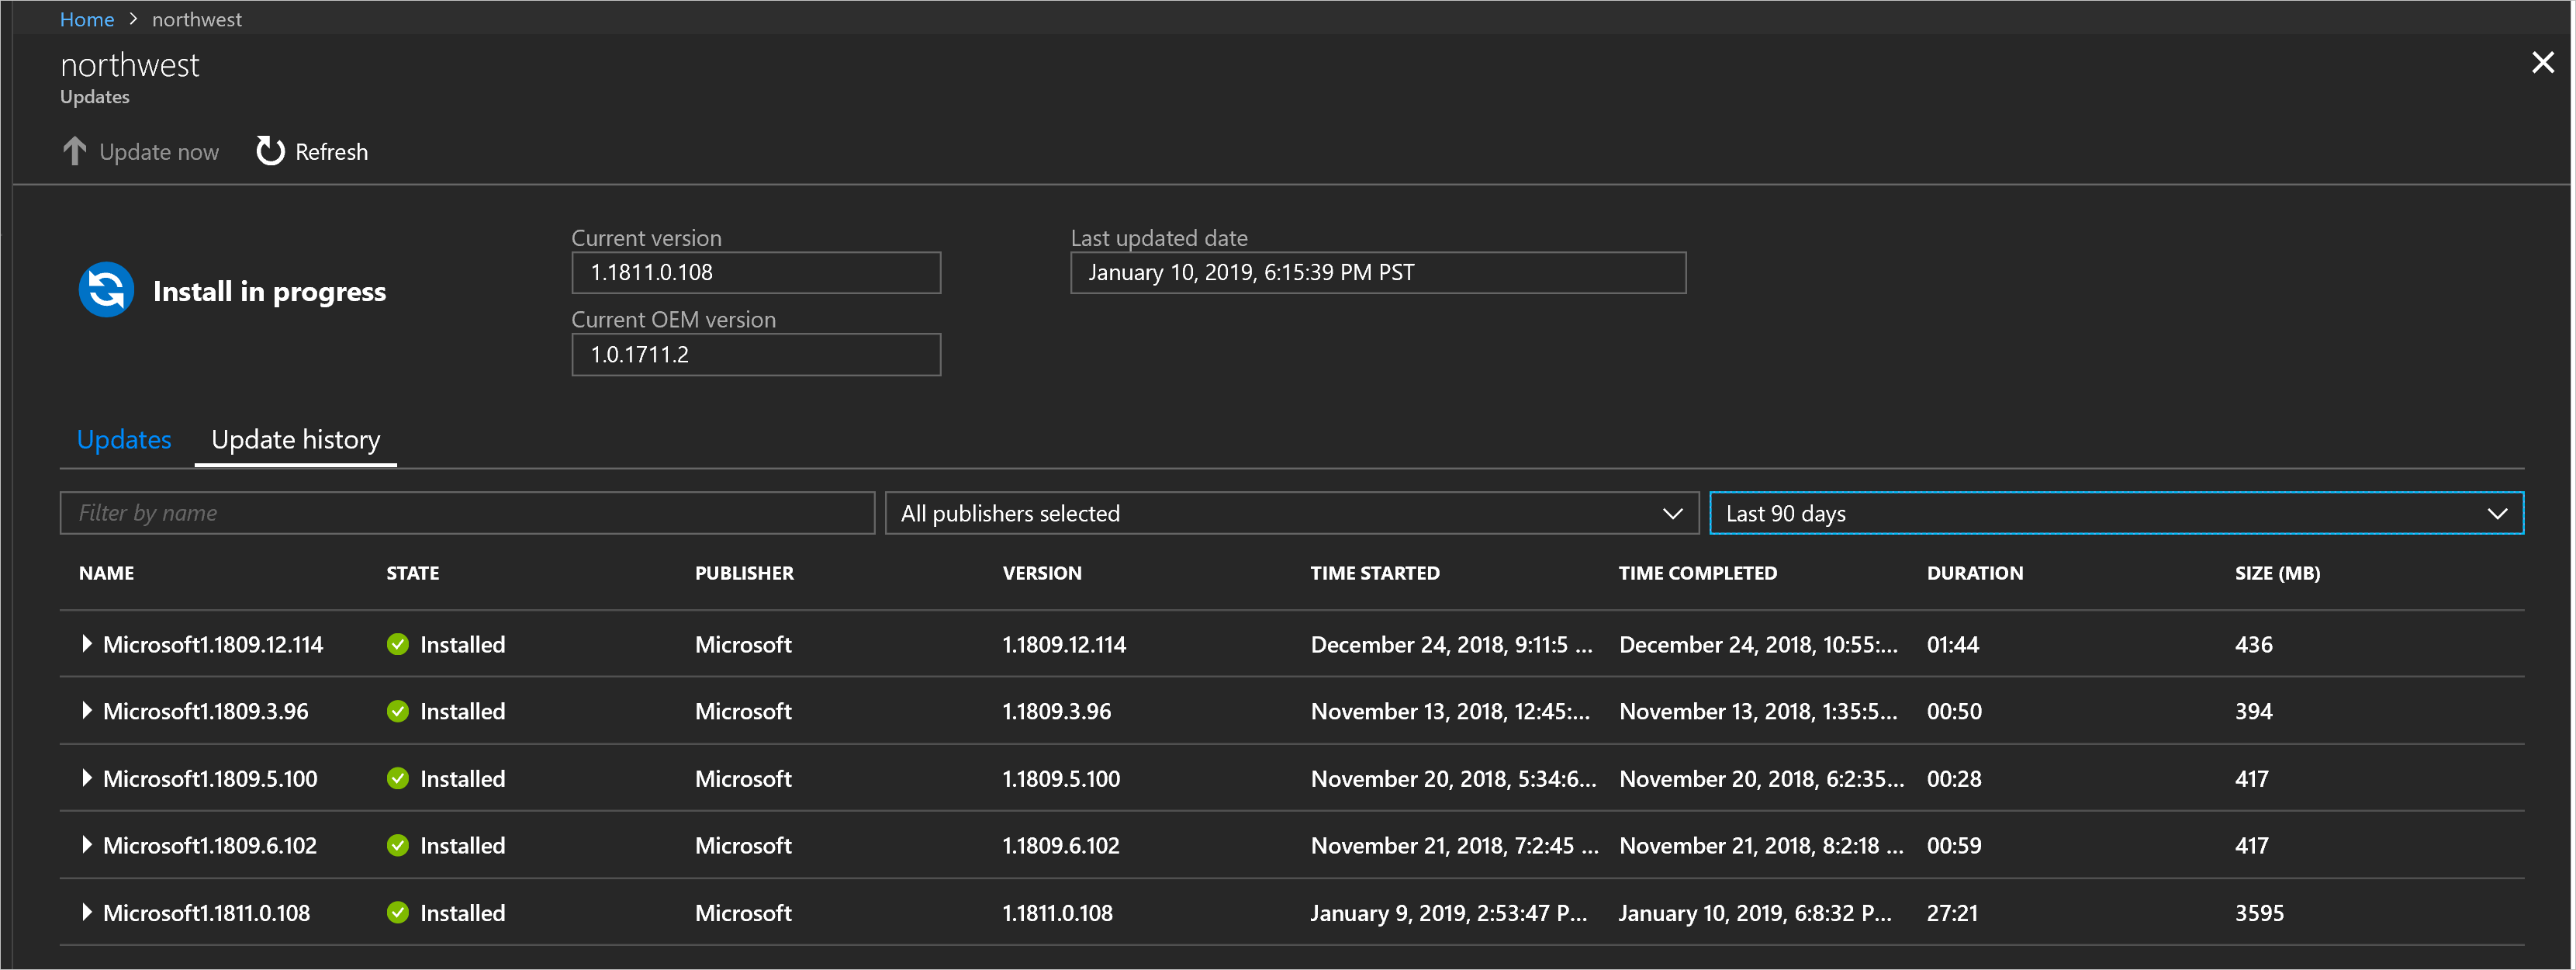 Home > northwest
northwest
Updates
Update now Refresh
Current version Last updated date
Install in progress 1.1811.0.108 January 10, 2019, 6:15:39 PM PST
Current OEM version
1.0.1711.2
Updates Update history
Filter by name All publishers selected Last 90 days
NAME STATE PUBLISHER VERSION TIME STARTED TIME COMPLETED DURATION SIZE (MB)
Microsoft1.1809.12.114 Installed Microsoft 1.1809.12.114 December 24, 2018, 9:11:5 ... December 24, 2018, 10:55:... 01:44 436
Microsoft1.1809.3.96 Installed Microsoft 1.1809.3.96 November 13, 2018, 12:45:... November 13, 2018, 1:35:5... 00:50 394
Microsoft1.1809.5.100 Installed Microsoft 1.1809.5.100 November 20, 2018, 5:34:6... November 20, 2018, 6:2:35... 00:28 417
Microsoft1.1809.6.102 Installed Microsoft 1.1809.6.102 November 21, 2018, 7:2:45 ... November 21, 2018, 8:2:18 ... 00:59 417
Microsoft1.1811.0.108 Installed Microsoft 1.1811.0.108 January 9, 2019, 2:53:47 P... January 10, 2019, 6:8:32 P... 27:21 3595